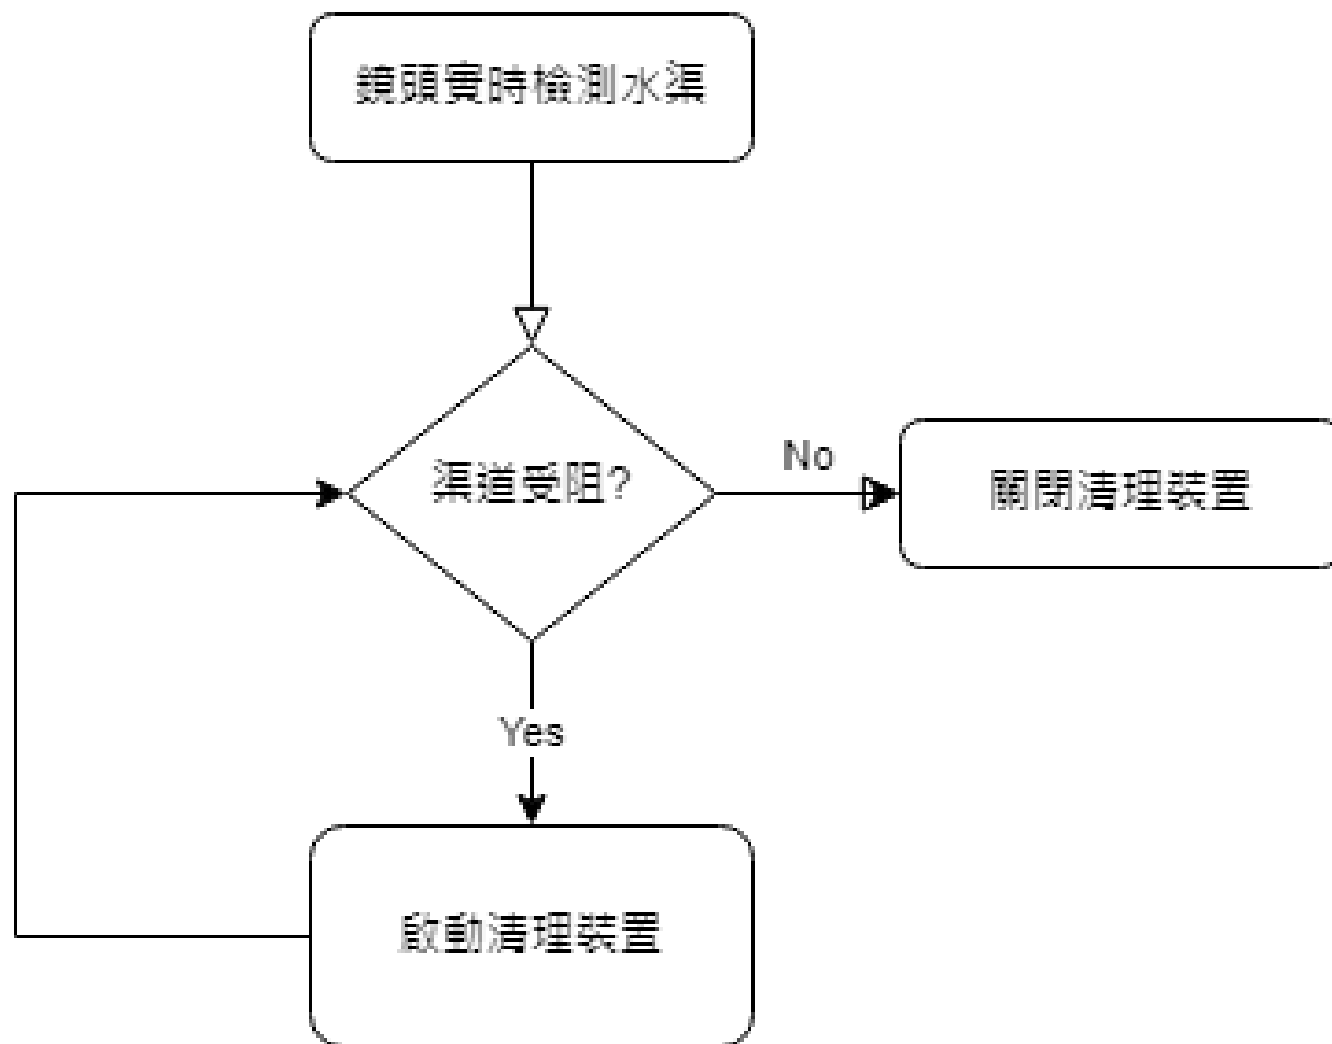 鏡頭實時檢測水渠
渠道受阻?
No
關閉清理裝置
Yes
啟動清理裝置